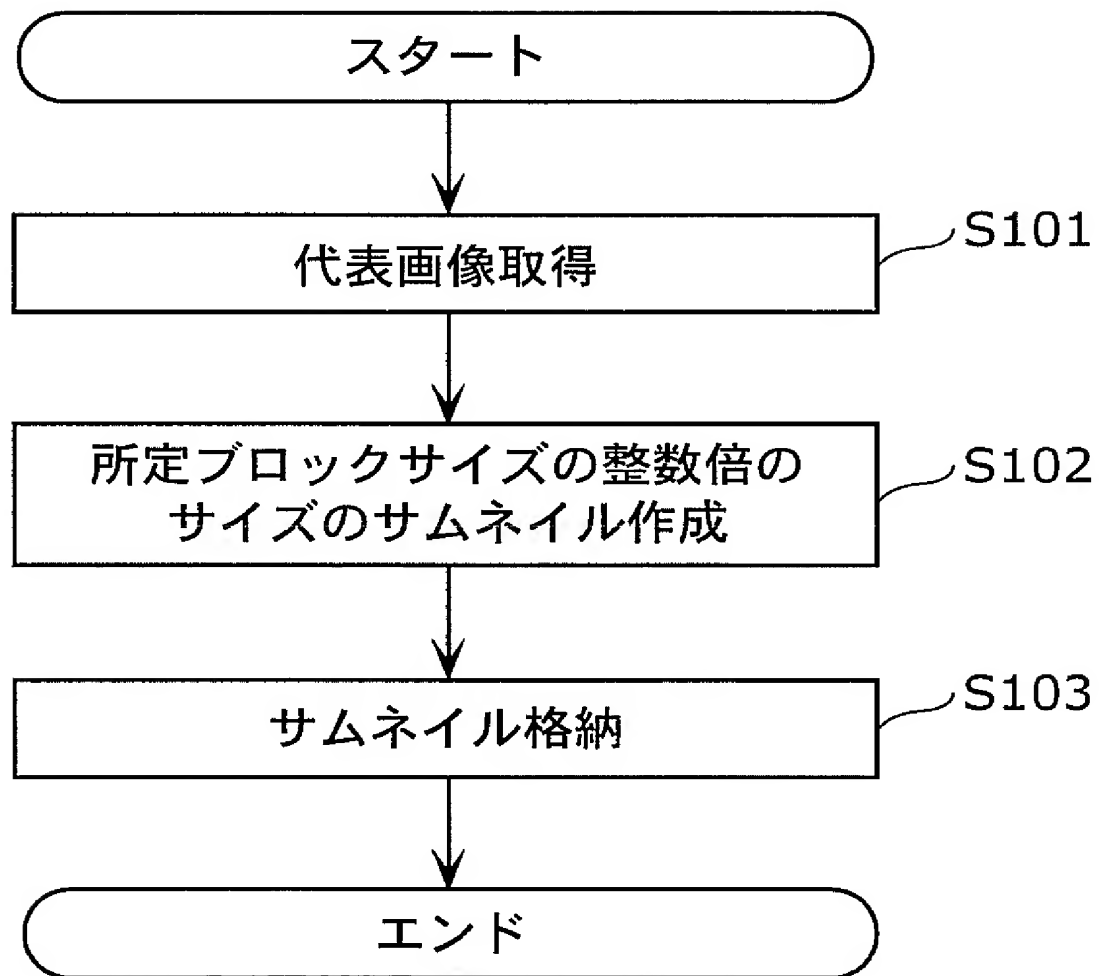 スタート
代表画像取得
S101
所定ブロックサイズの整数倍の
サイズのサムネイル作成
S102
サムネイル格納
S103
エンド